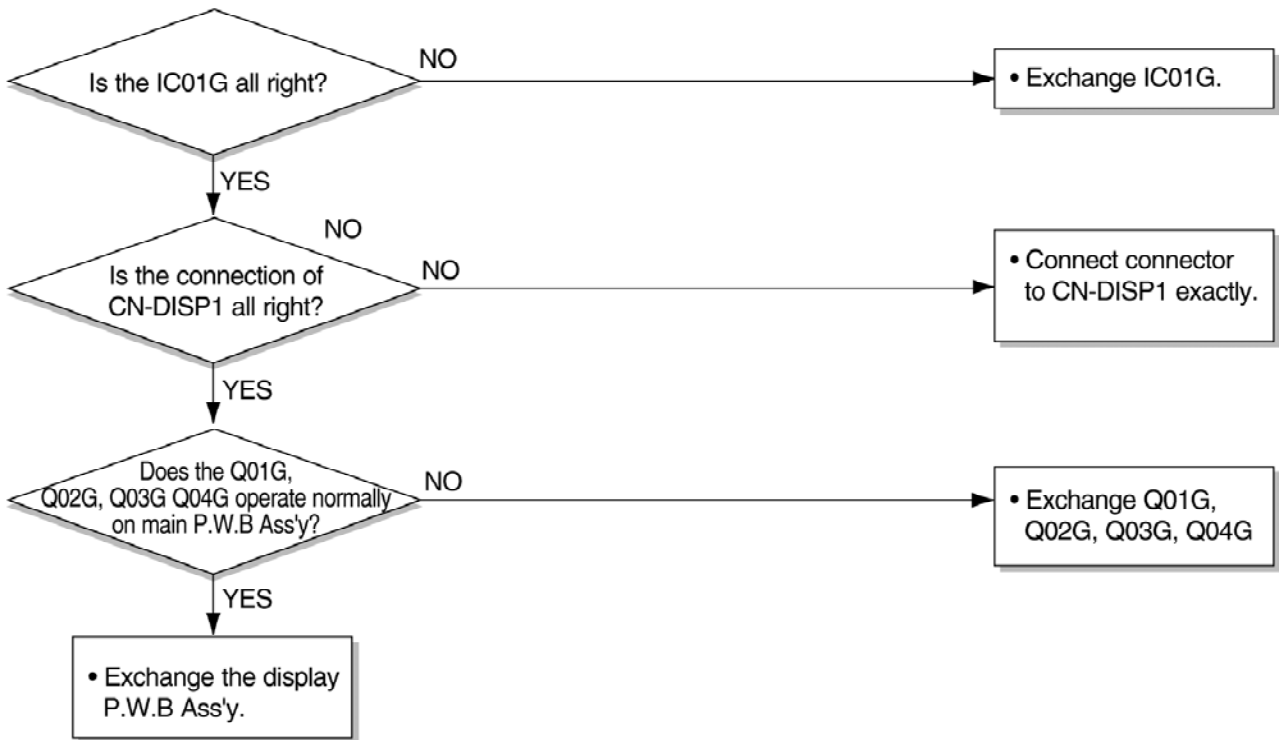 Is the IC01G all right?
NO
• Exchange IC01G.
YES
NO
Is the connection of
CN-DISP1 all right?
NO
• Connect connector
to CN-DISP1 exactly.
YES
Does the Q01G,
Q02G, Q03G Q04G operate normally
on main P.W.B Ass'y?
NO
• Exchange Q01G,
Q02G, Q03G, Q04G
YES
• Exchange the display
P.W.B Ass'y.